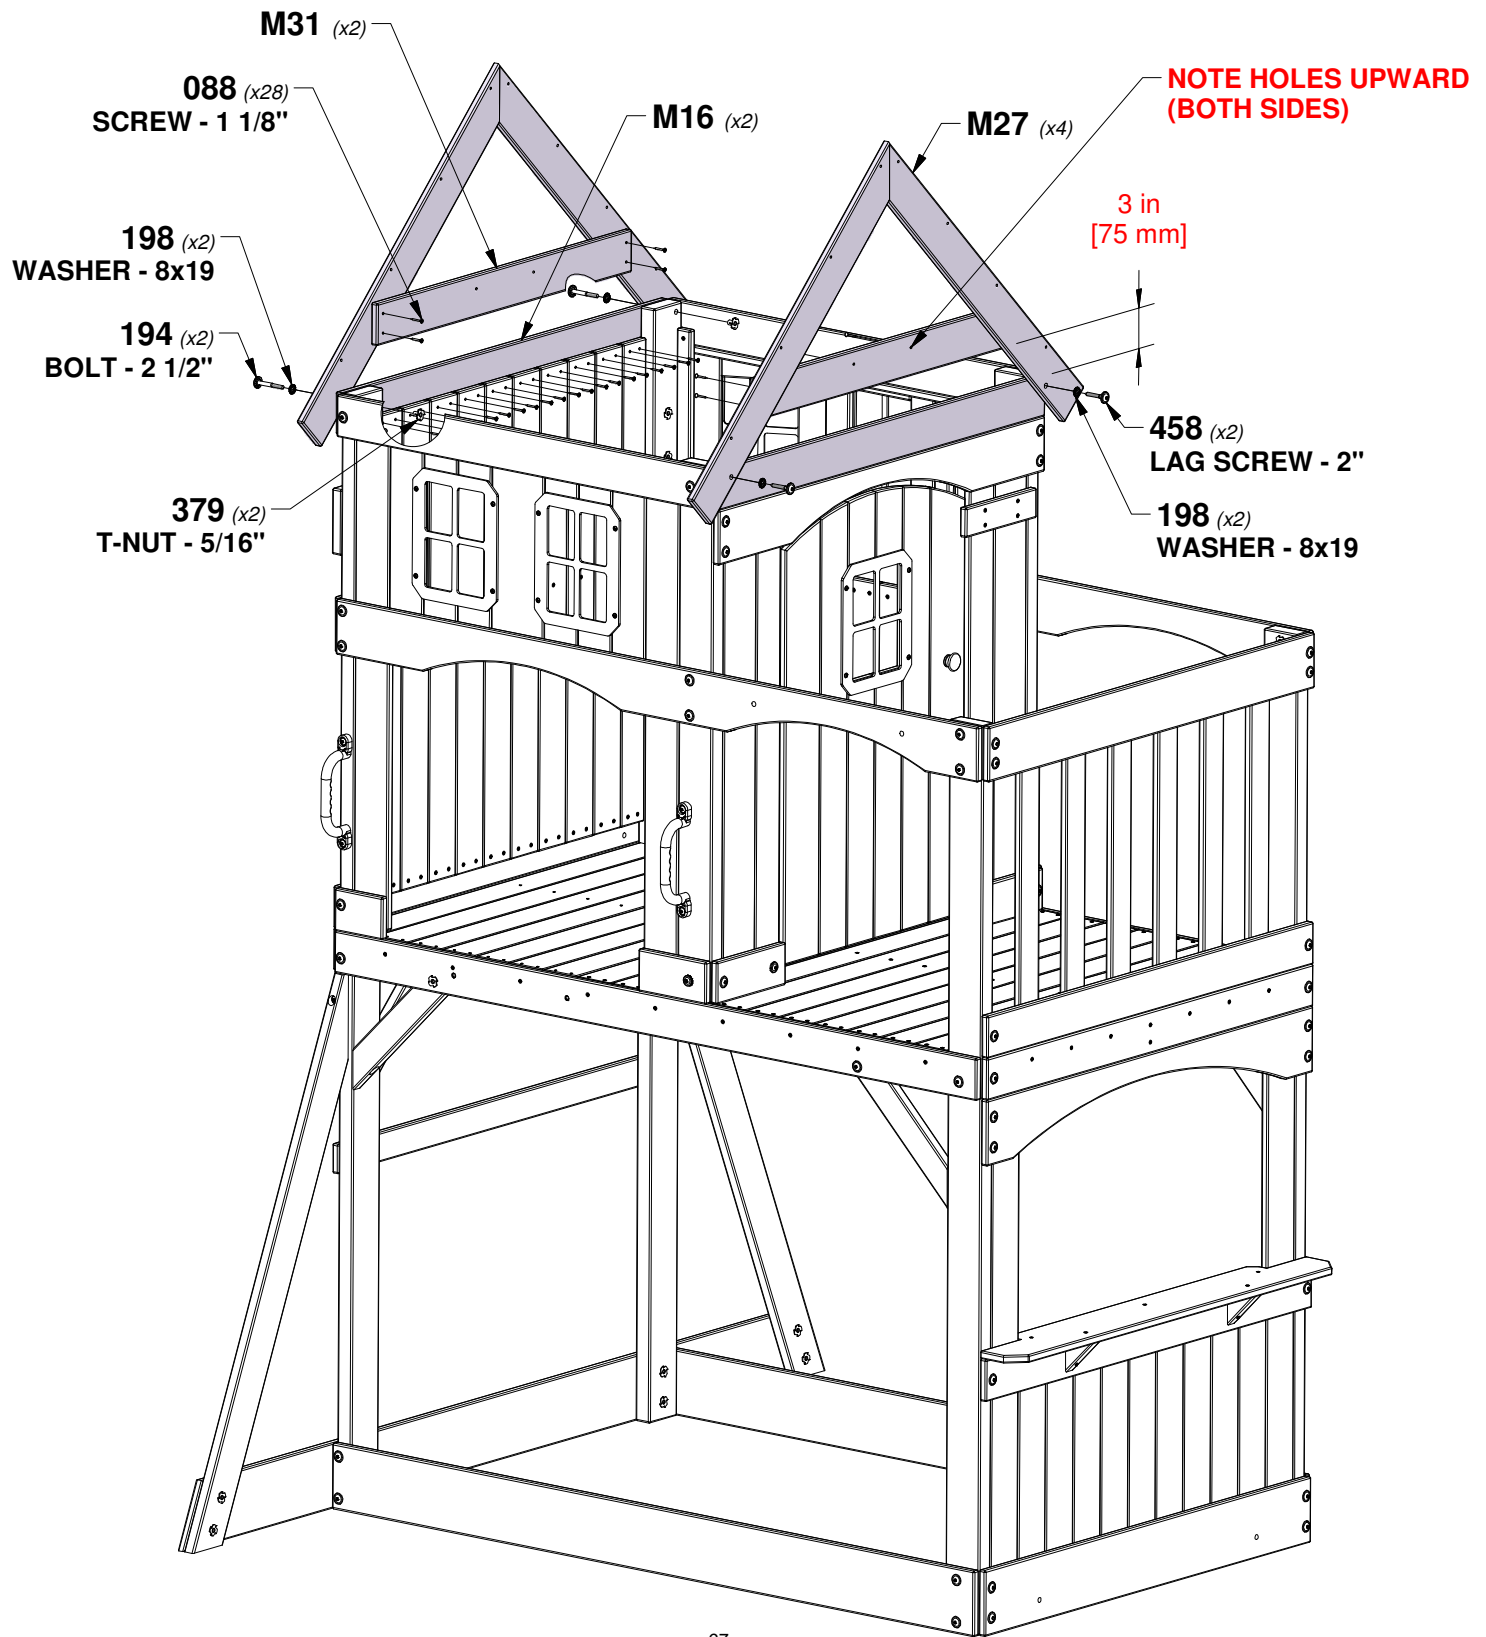 M31 (x2)
088 (x28)
SCREW - 1 1/8"
M16 (x2)
NOTE HOLES UPWARD
(BOTH SIDES)
M27 (x4)
3 in
[75 mm]
198 (x2)
WASHER - 8x19
194 (x2)
BOLT - 2 1/2"
379 (x2)
T-NUT - 5/16"
458 (x2)
LAG SCREW - 2"
198 (x2)
WASHER - 8x19